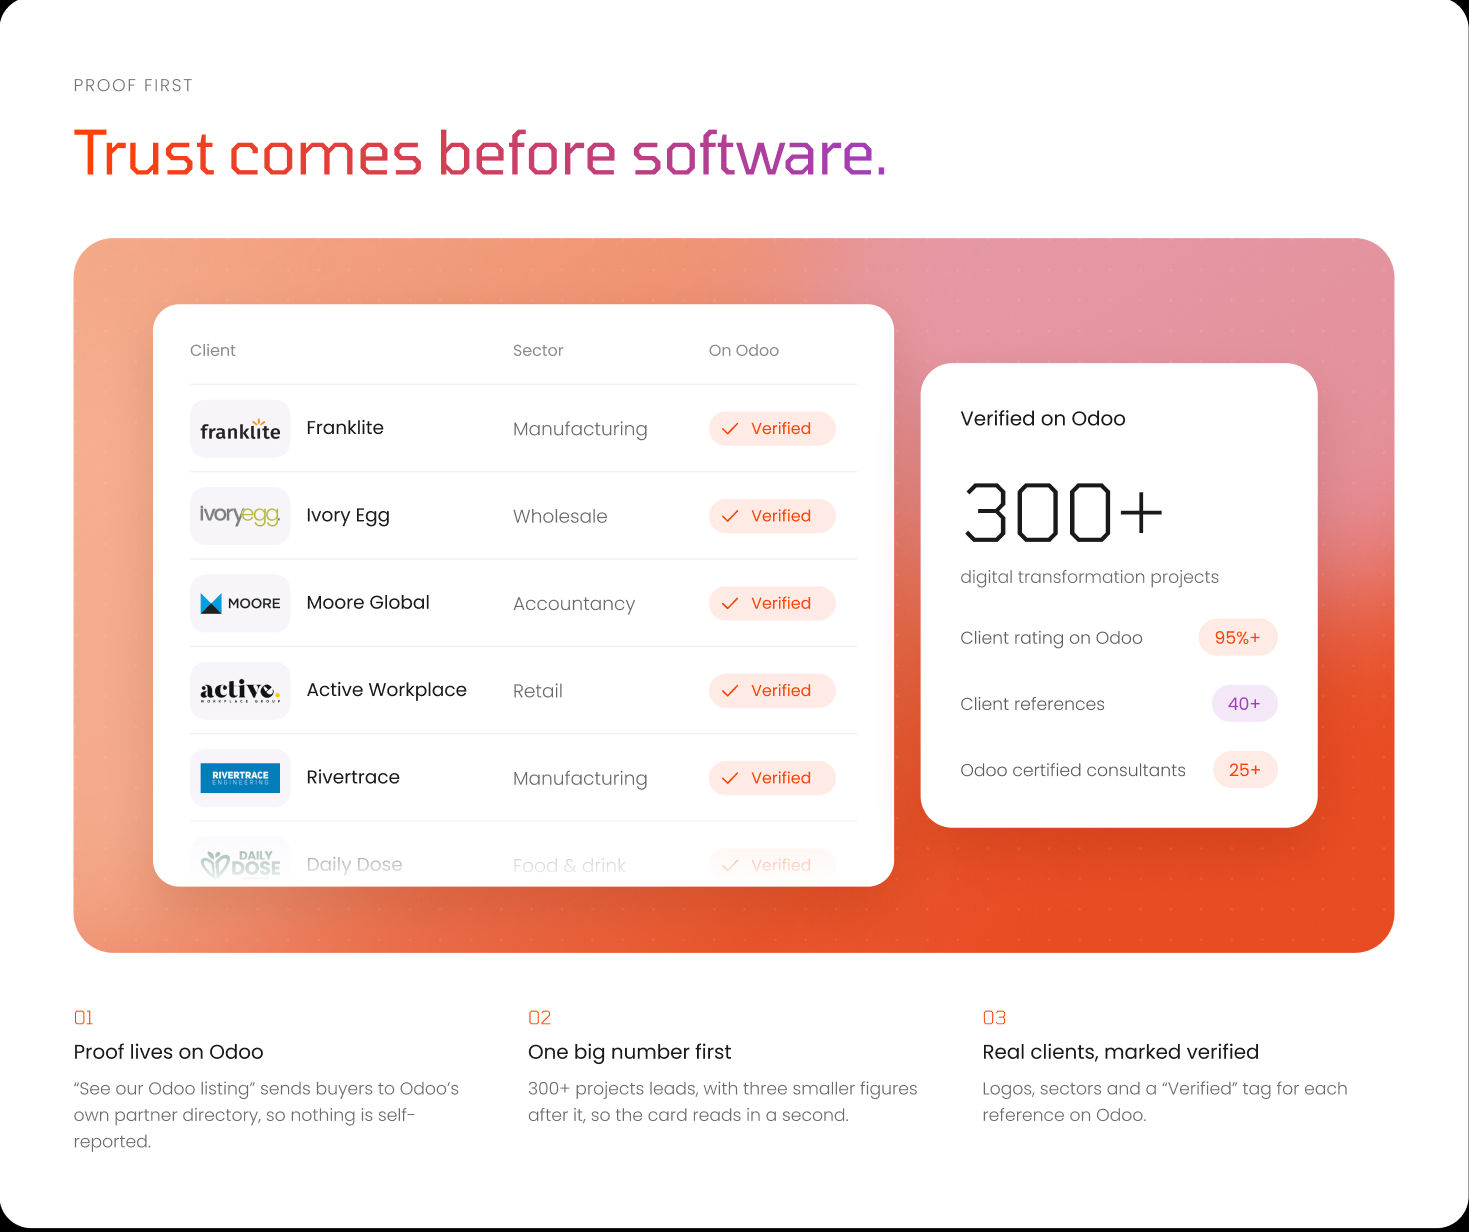 PROOF FIRST
Trust comes before software.
Client Sector On Odoo
franklite Franklite Manufacturing Verified
ivoryegg Ivory Egg Wholesale Verified
MOORE Moore Global Accountancy Verified
active. WORKPLACE GROUP Active Workplace Retail Verified
RIVERTRACE ENGINEERING Rivertrace Manufacturing Verified
DAILY DOSE Daily Dose Food & drink Verified
Verified on Odoo
300+
digital transformation projects
Client rating on Odoo 95%+
Client references 40+
Odoo certified consultants 25+
01
Proof lives on Odoo
“See our Odoo listing” sends buyers to Odoo’s
own partner directory, so nothing is self-
reported.
02
One big number first
300+ projects leads, with three smaller figures
after it, so the card reads in a second.
03
Real clients, marked verified
Logos, sectors and a “Verified” tag for each
reference on Odoo.